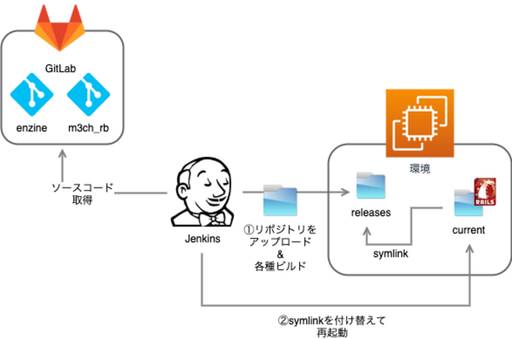 GitLab
enzine
m3ch_rb
ソースコード
取得
Jenkins
①リポジトリを
アップロード
&
各種ビルド
環境
releases
RAILS
current
symlink
②symlinkを付け替えて
再起動